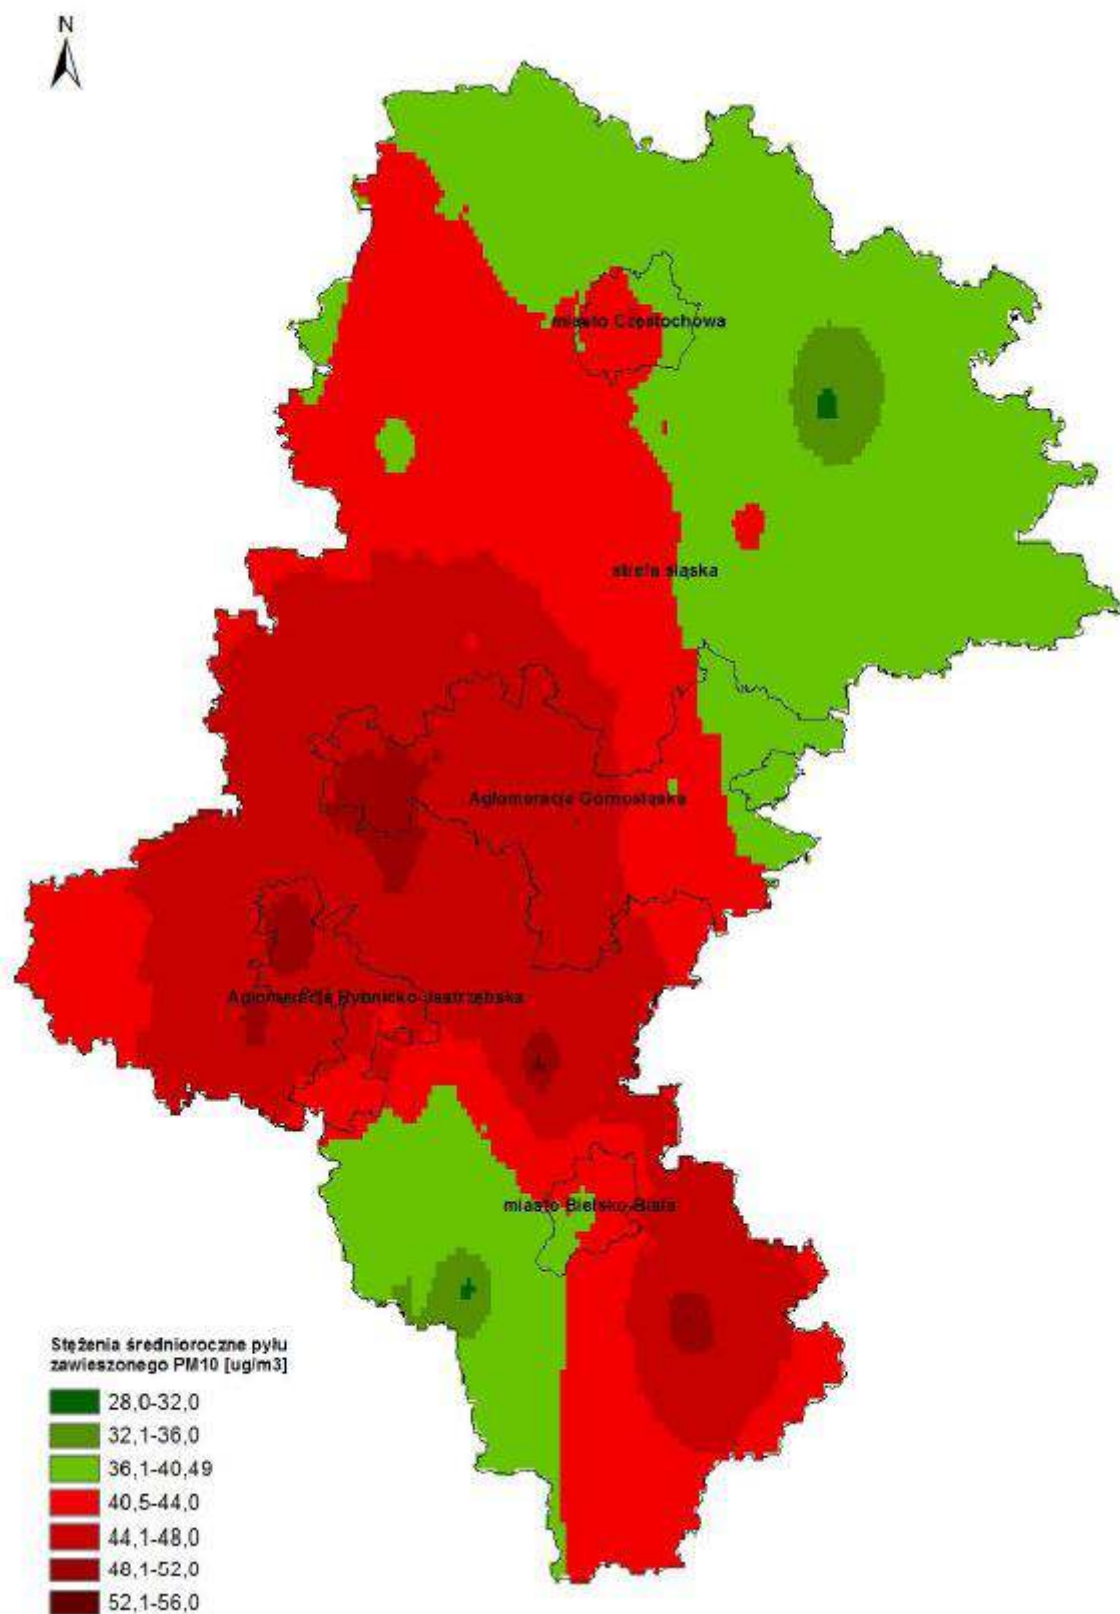 N
miasto Częstochowa
strefa śląska
Aglomeracja Górnośląska
Aglomeracja Rybnicko-Jastrzębska
miasto Bielsko-Biała
Stężenia średnioroczne pyłu
zawieszonego PM10 [ug/m3]
28,0-32,0
32,1-36,0
36,1-40,49
40,5-44,0
44,1-48,0
48,1-52,0
52,1-56,0